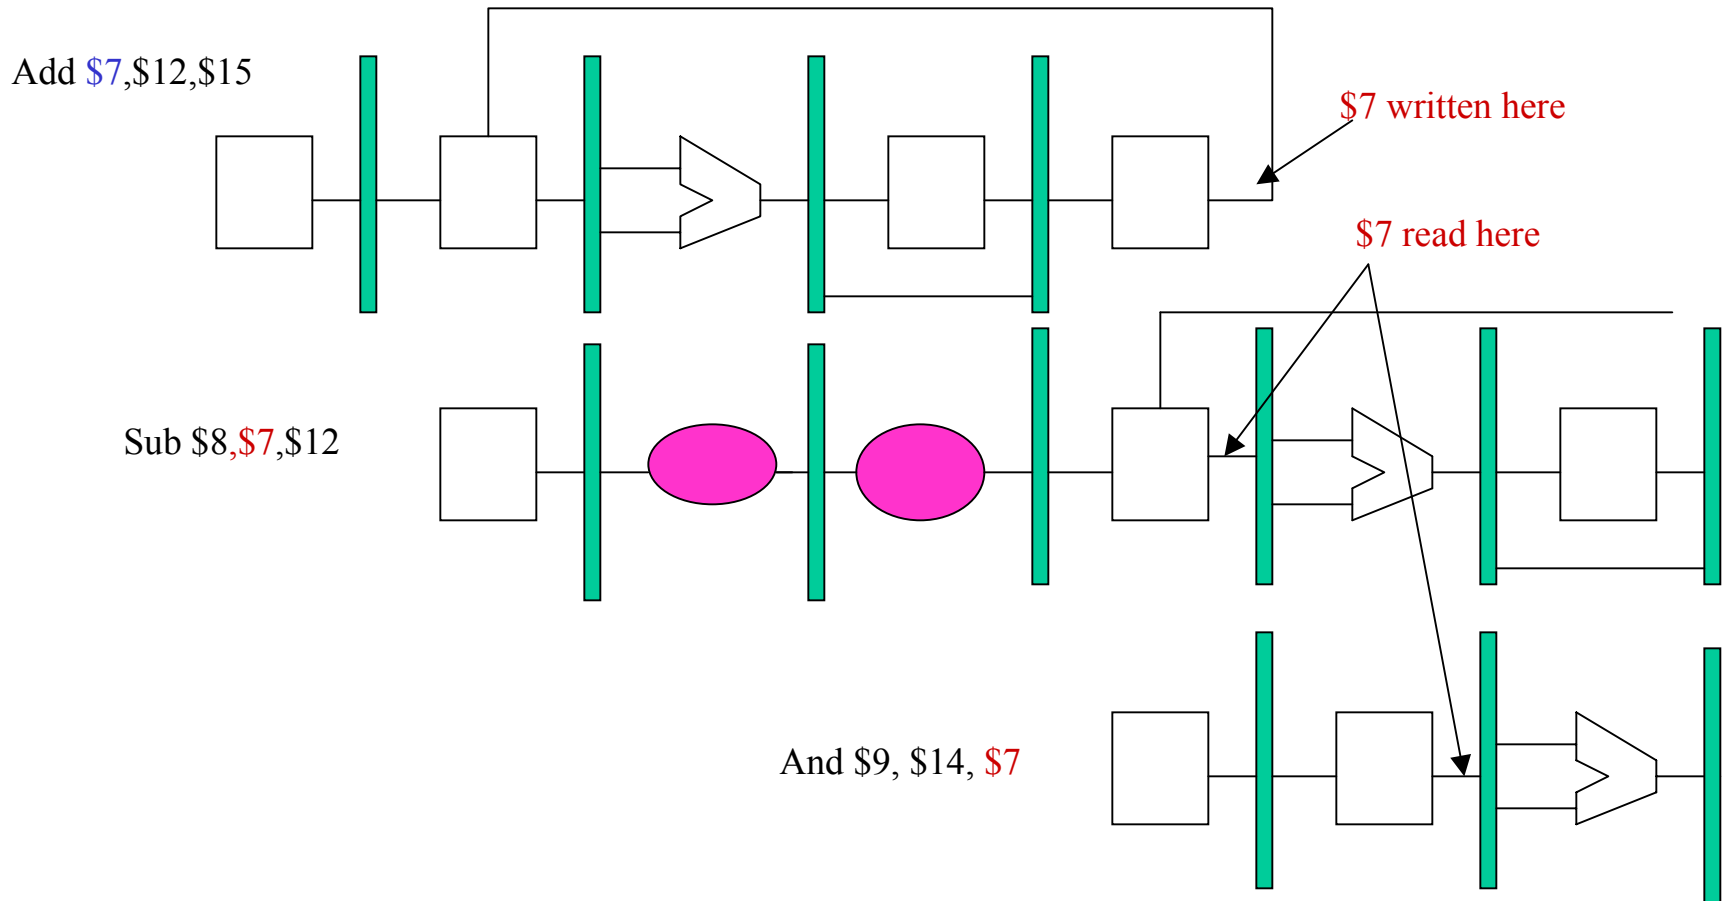 Add $7,$12,$15
$7 written here
$7 read here
Sub $8,$7,$12
And $9, $14, $7